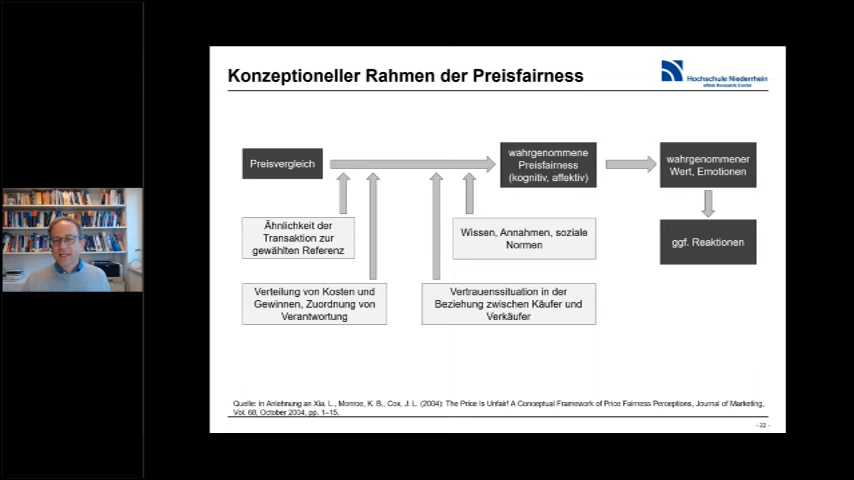 Konzeptioneller Rahmen der Preisfairness
Hochschule Niederrhein
eWeb Research Center
Preisvergleich
wahrgenommene
Preisfairness
(kognitiv, affektiv)
wahrgenommener
Wert, Emotionen
Ähnlichkeit der
Transaktion zur
gewählten Referenz
Wissen, Annahmen, soziale
Normen
ggf. Reaktionen
Verteilung von Kosten und
Gewinnen, Zuordnung von
Verantwortung
Vertrauenssituation in der
Beziehung zwischen Käufer und
Verkäufer
Quelle: in Anlehnung an Xia, L., Monroe, K. B., Cox, J. L. (2004): The Price Is Unfair! A Conceptual Framework of Price Fairness Perceptions, Journal of Marketing,
Vol. 68, October 2004, pp. 1–15.
- 22 -